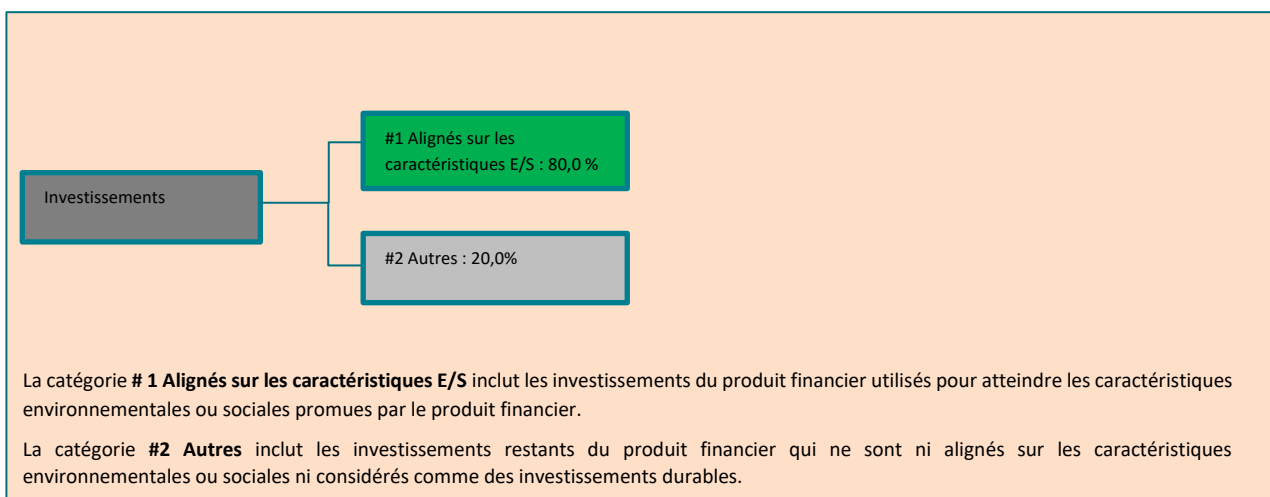 #1 Alignés sur les
caractéristiques E/S : 80,0 %
Investissements
#2 Autres : 20,0%
La catégorie # 1 Alignés sur les caractéristiques E/S inclut les investissements du produit financier utilisés pour atteindre les caractéristiques
environnementales ou sociales promues par le produit financier.
La catégorie #2 Autres inclut les investissements restants du produit financier qui ne sont ni alignés sur les caractéristiques
environnementales ou sociales ni considérés comme des investissements durables.